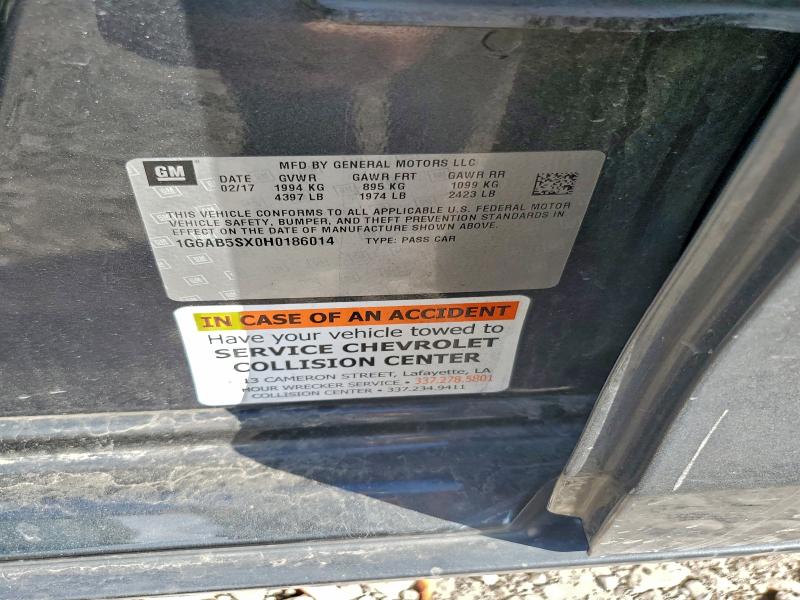 GM
MFD BY GENERAL MOTORS LLC
DATE GVWR GAWR FRT GAWR RR
02/17 1994 KG 895 KG 1099 KG
4397 LB 1974 LB 2423 LB
THIS VEHICLE CONFORMS TO ALL APPLICABLE U.S. FEDERAL MOTOR
VEHICLE SAFETY, BUMPER, AND THEFT PREVENTION STANDARDS IN
EFFECT ON THE DATE OF MANUFACTURE SHOWN ABOVE.
1G6AB5SX0H0186014 TYPE: PASS CAR
IN CASE OF AN ACCIDENT
Have your vehicle towed to
SERVICE CHEVROLET
COLLISION CENTER
13 CAMERON STREET, Lafayette, LA
HOUR WRECKER SERVICE • 337.278.5801
COLLISION CENTER • 337.234.9411